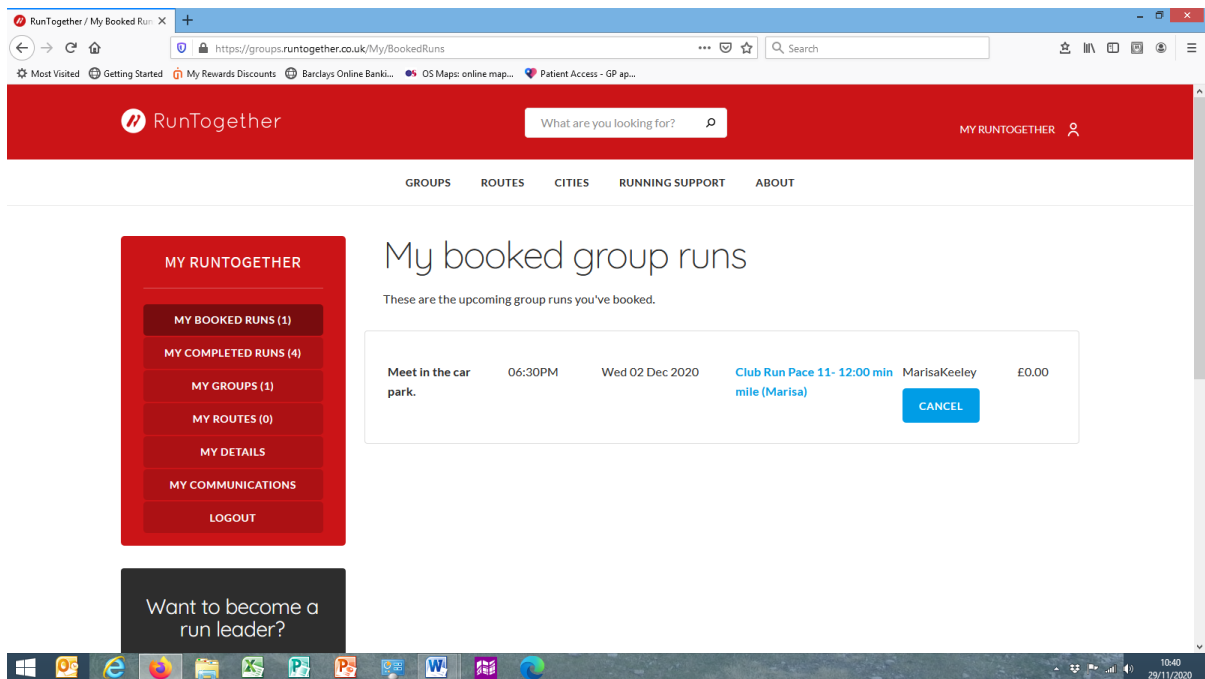 RunTogether / My Booked Run
https://groups.runtogether.co.uk/My/BookedRuns
Search
Most Visited Getting Started My Rewards Discounts Barclays Online Banki... OS Maps: online map... Patient Access - GP ap...
RunTogether
What are you looking for?
MY RUNTOGETHER
GROUPS ROUTES CITIES RUNNING SUPPORT ABOUT
MY RUNTOGETHER
MY BOOKED RUNS (1)
MY COMPLETED RUNS (4)
MY GROUPS (1)
MY ROUTES (0)
MY DETAILS
MY COMMUNICATIONS
LOGOUT
Want to become a
run leader?
My booked group runs
These are the upcoming group runs you've booked.
Meet in the car 06:30PM Wed 02 Dec 2020 Club Run Pace 11- 12:00 min MarisaKeeley £0.00
park. mile (Marisa)
CANCEL
10:40
29/11/2020